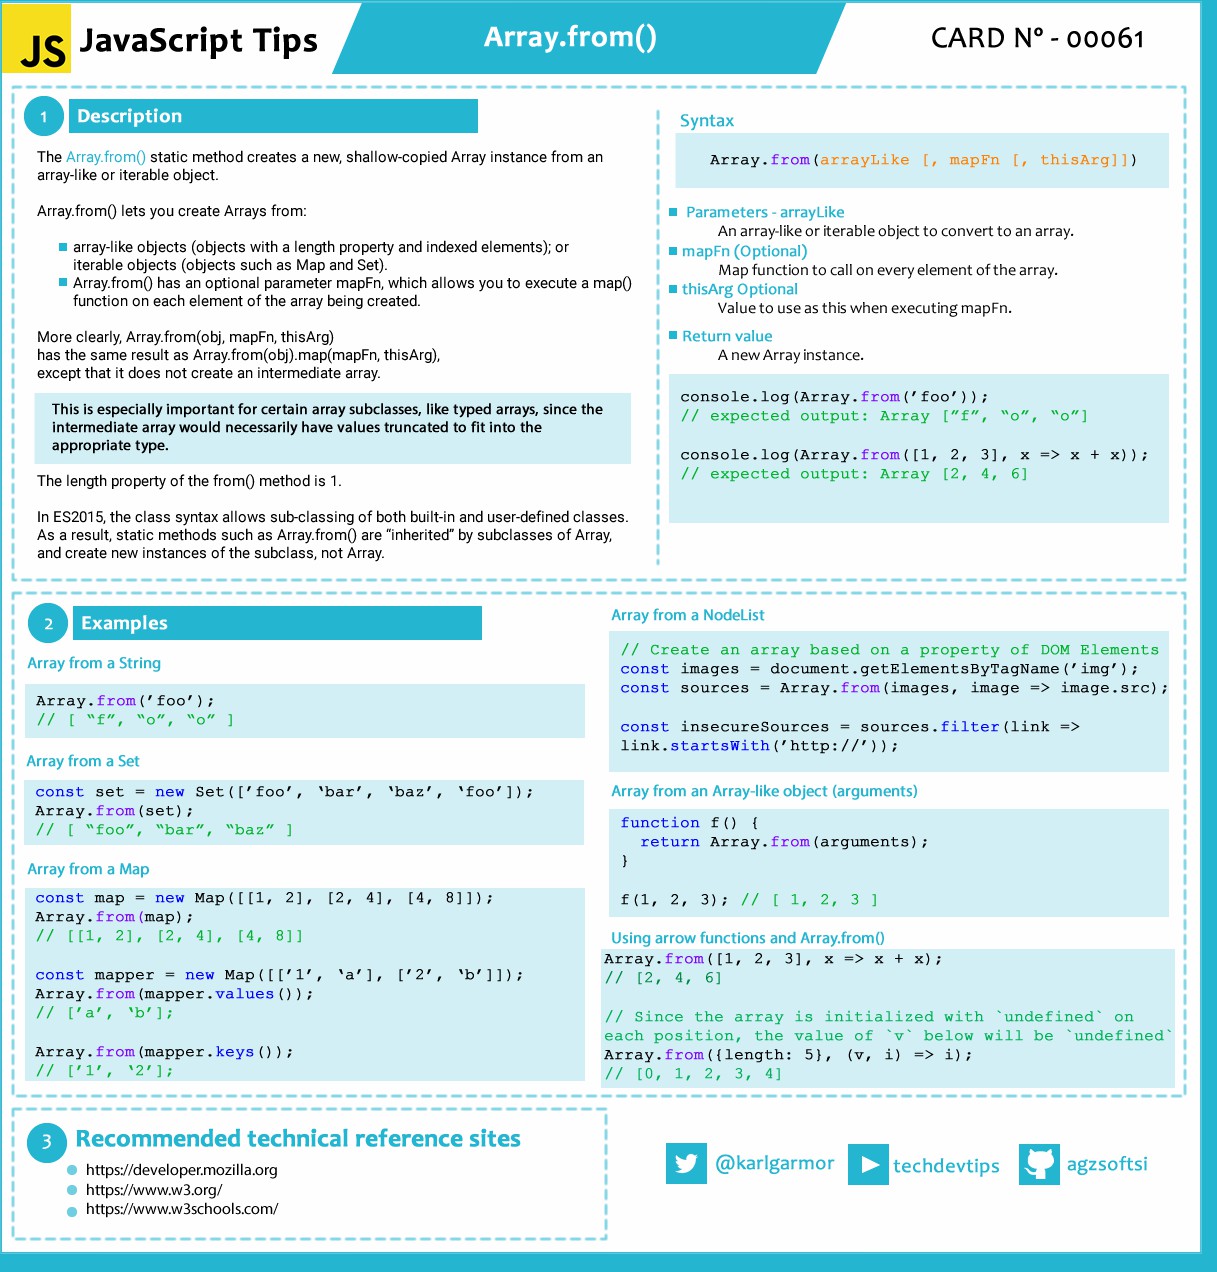 JS JavaScript Tips
Array.from()
CARD Nº - 00061
1 Description
The Array.from() static method creates a new, shallow-copied Array instance from an
array-like or iterable object.
Array.from() lets you create Arrays from:
array-like objects (objects with a length property and indexed elements); or
iterable objects (objects such as Map and Set).
Array.from() has an optional parameter mapFn, which allows you to execute a map()
function on each element of the array being created.
More clearly, Array.from(obj, mapFn, thisArg)
has the same result as Array.from(obj).map(mapFn, thisArg),
except that it does not create an intermediate array.
This is especially important for certain array subclasses, like typed arrays, since the
intermediate array would necessarily have values truncated to fit into the
appropriate type.
The length property of the from() method is 1.
In ES2015, the class syntax allows sub-classing of both built-in and user-defined classes.
As a result, static methods such as Array.from() are “inherited” by subclasses of Array,
and create new instances of the subclass, not Array.
Syntax
Array.from(arrayLike [, mapFn [, thisArg]])
Parameters - arrayLike
An array-like or iterable object to convert to an array.
mapFn (Optional)
Map function to call on every element of the array.
thisArg Optional
Value to use as this when executing mapFn.
Return value
A new Array instance.
console.log(Array.from(’foo’));
// expected output: Array [”f”, “o”, “o”]
console.log(Array.from([1, 2, 3], x => x + x));
// expected output: Array [2, 4, 6]
2 Examples
Array from a String
Array.from(’foo’);
// [ “f”, “o”, “o” ]
Array from a Set
const set = new Set([’foo’, ‘bar’, ‘baz’, ‘foo’]);
Array.from(set);
// [ “foo”, “bar”, “baz” ]
Array from a Map
const map = new Map([[1, 2], [2, 4], [4, 8]]);
Array.from(map);
// [[1, 2], [2, 4], [4, 8]]
const mapper = new Map([[’1’, ‘a’], [’2’, ‘b’]]);
Array.from(mapper.values());
// [’a’, ‘b’];
Array.from(mapper.keys());
// [’1’, ‘2’];
Array from a NodeList
// Create an array based on a property of DOM Elements
const images = document.getElementsByTagName(’img’);
const sources = Array.from(images, image => image.src);
const insecureSources = sources.filter(link =>
link.startsWith(’http://’));
Array from an Array-like object (arguments)
function f() {
return Array.from(arguments);
}
f(1, 2, 3); // [ 1, 2, 3 ]
Using arrow functions and Array.from()
Array.from([1, 2, 3], x => x + x);
// [2, 4, 6]
// Since the array is initialized with `undefined` on
each position, the value of `v` below will be `undefined`
Array.from({length: 5}, (v, i) => i);
// [0, 1, 2, 3, 4]
3 Recommended technical reference sites
https://developer.mozilla.org
https://www.w3.org/
https://www.w3schools.com/
@karlgarmor
techdevtips
agzsoftsi